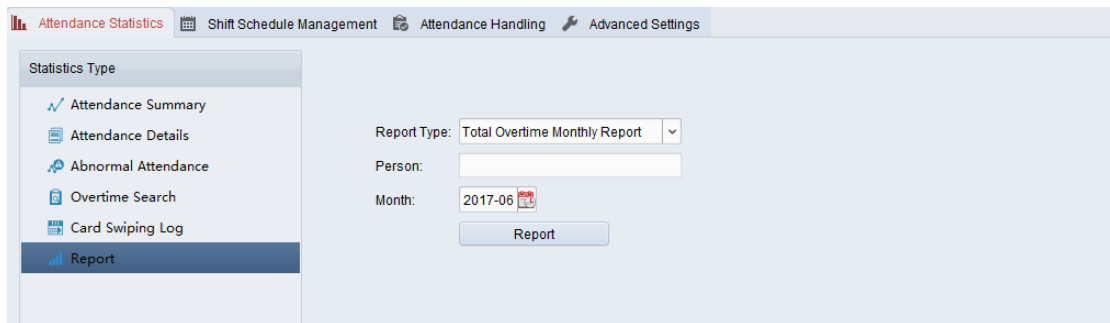 Attendance Statistics Shift Schedule Management Attendance Handling Advanced Settings
Statistics Type
Attendance Summary
Attendance Details
Abnormal Attendance
Overtime Search
Card Swiping Log
Report
Report Type: Total Overtime Monthly Report
Person:
Month: 2017-06
Report